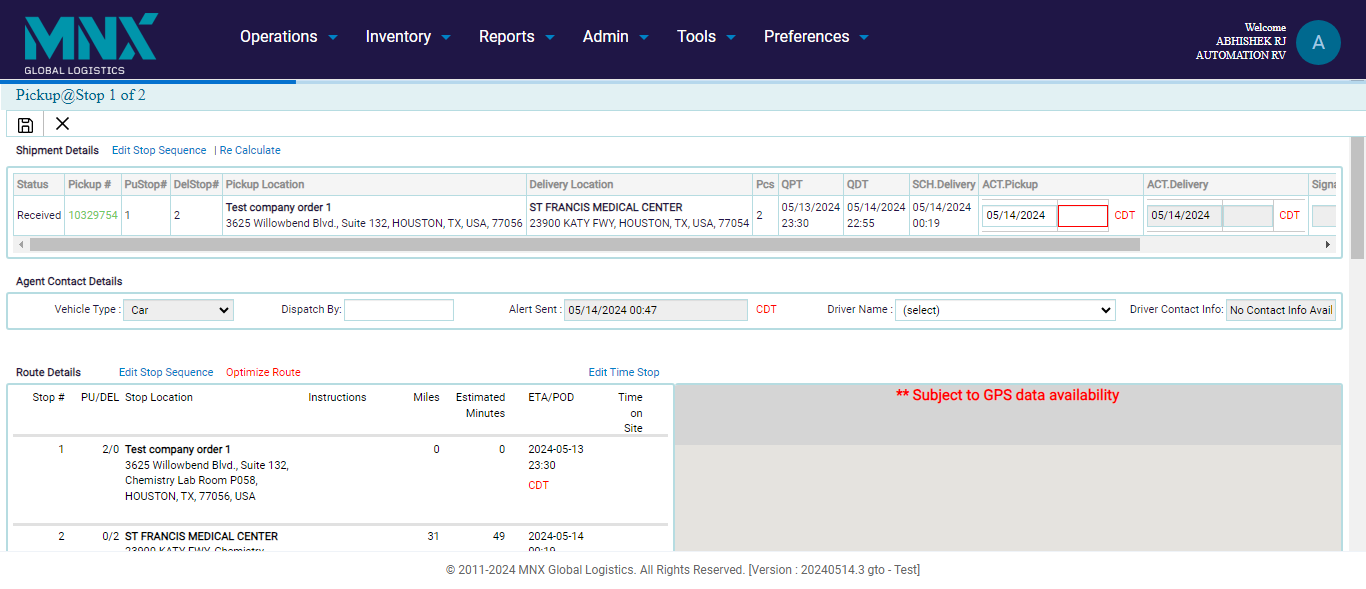 MNX
GLOBAL LOGISTICS
Operations Inventory Reports Admin Tools Preferences
Welcome
ABHISHEK RJ
AUTOMATION RV
A
Pickup@Stop 1 of 2
Shipment Details Edit Stop Sequence | Re Calculate
Status Pickup # PuStop# DelStop# Pickup Location Delivery Location Pcs QPT QDT SCH.Delivery ACT.Pickup ACT.Delivery
Received 10329754 1 2 Test company order 1 ST FRANCIS MEDICAL CENTER 2 05/13/2024 05/14/2024 05/14/2024 05/14/2024 CDT 05/14/2024 CDT
3625 Willowbend Blvd., Suite 132, HOUSTON, TX, USA, 77056 23900 KATY FWY, HOUSTON, TX, USA, 77054 23:30 22:55 00:19
Agent Contact Details
Vehicle Type : Car Dispatch By: Alert Sent : 05/14/2024 00:47 CDT Driver Name : (select) Driver Contact Info: No Contact Info Avail
Route Details Edit Stop Sequence Optimize Route Edit Time Stop
Stop # PU/DEL Stop Location Instructions Miles Estimated Minutes ETA/POD Time on Site
** Subject to GPS data availability
1 2/0 Test company order 1 0 0 2024-05-13
3625 Willowbend Blvd., Suite 132, 23:30
Chemistry Lab Room P058, CDT
HOUSTON, TX, 77056, USA
2 0/2 ST FRANCIS MEDICAL CENTER 31 49 2024-05-14
23900 KATY FWY, Chemistry 00:19
© 2011-2024 MNX Global Logistics. All Rights Reserved. [Version : 20240514.3 gto - Test]